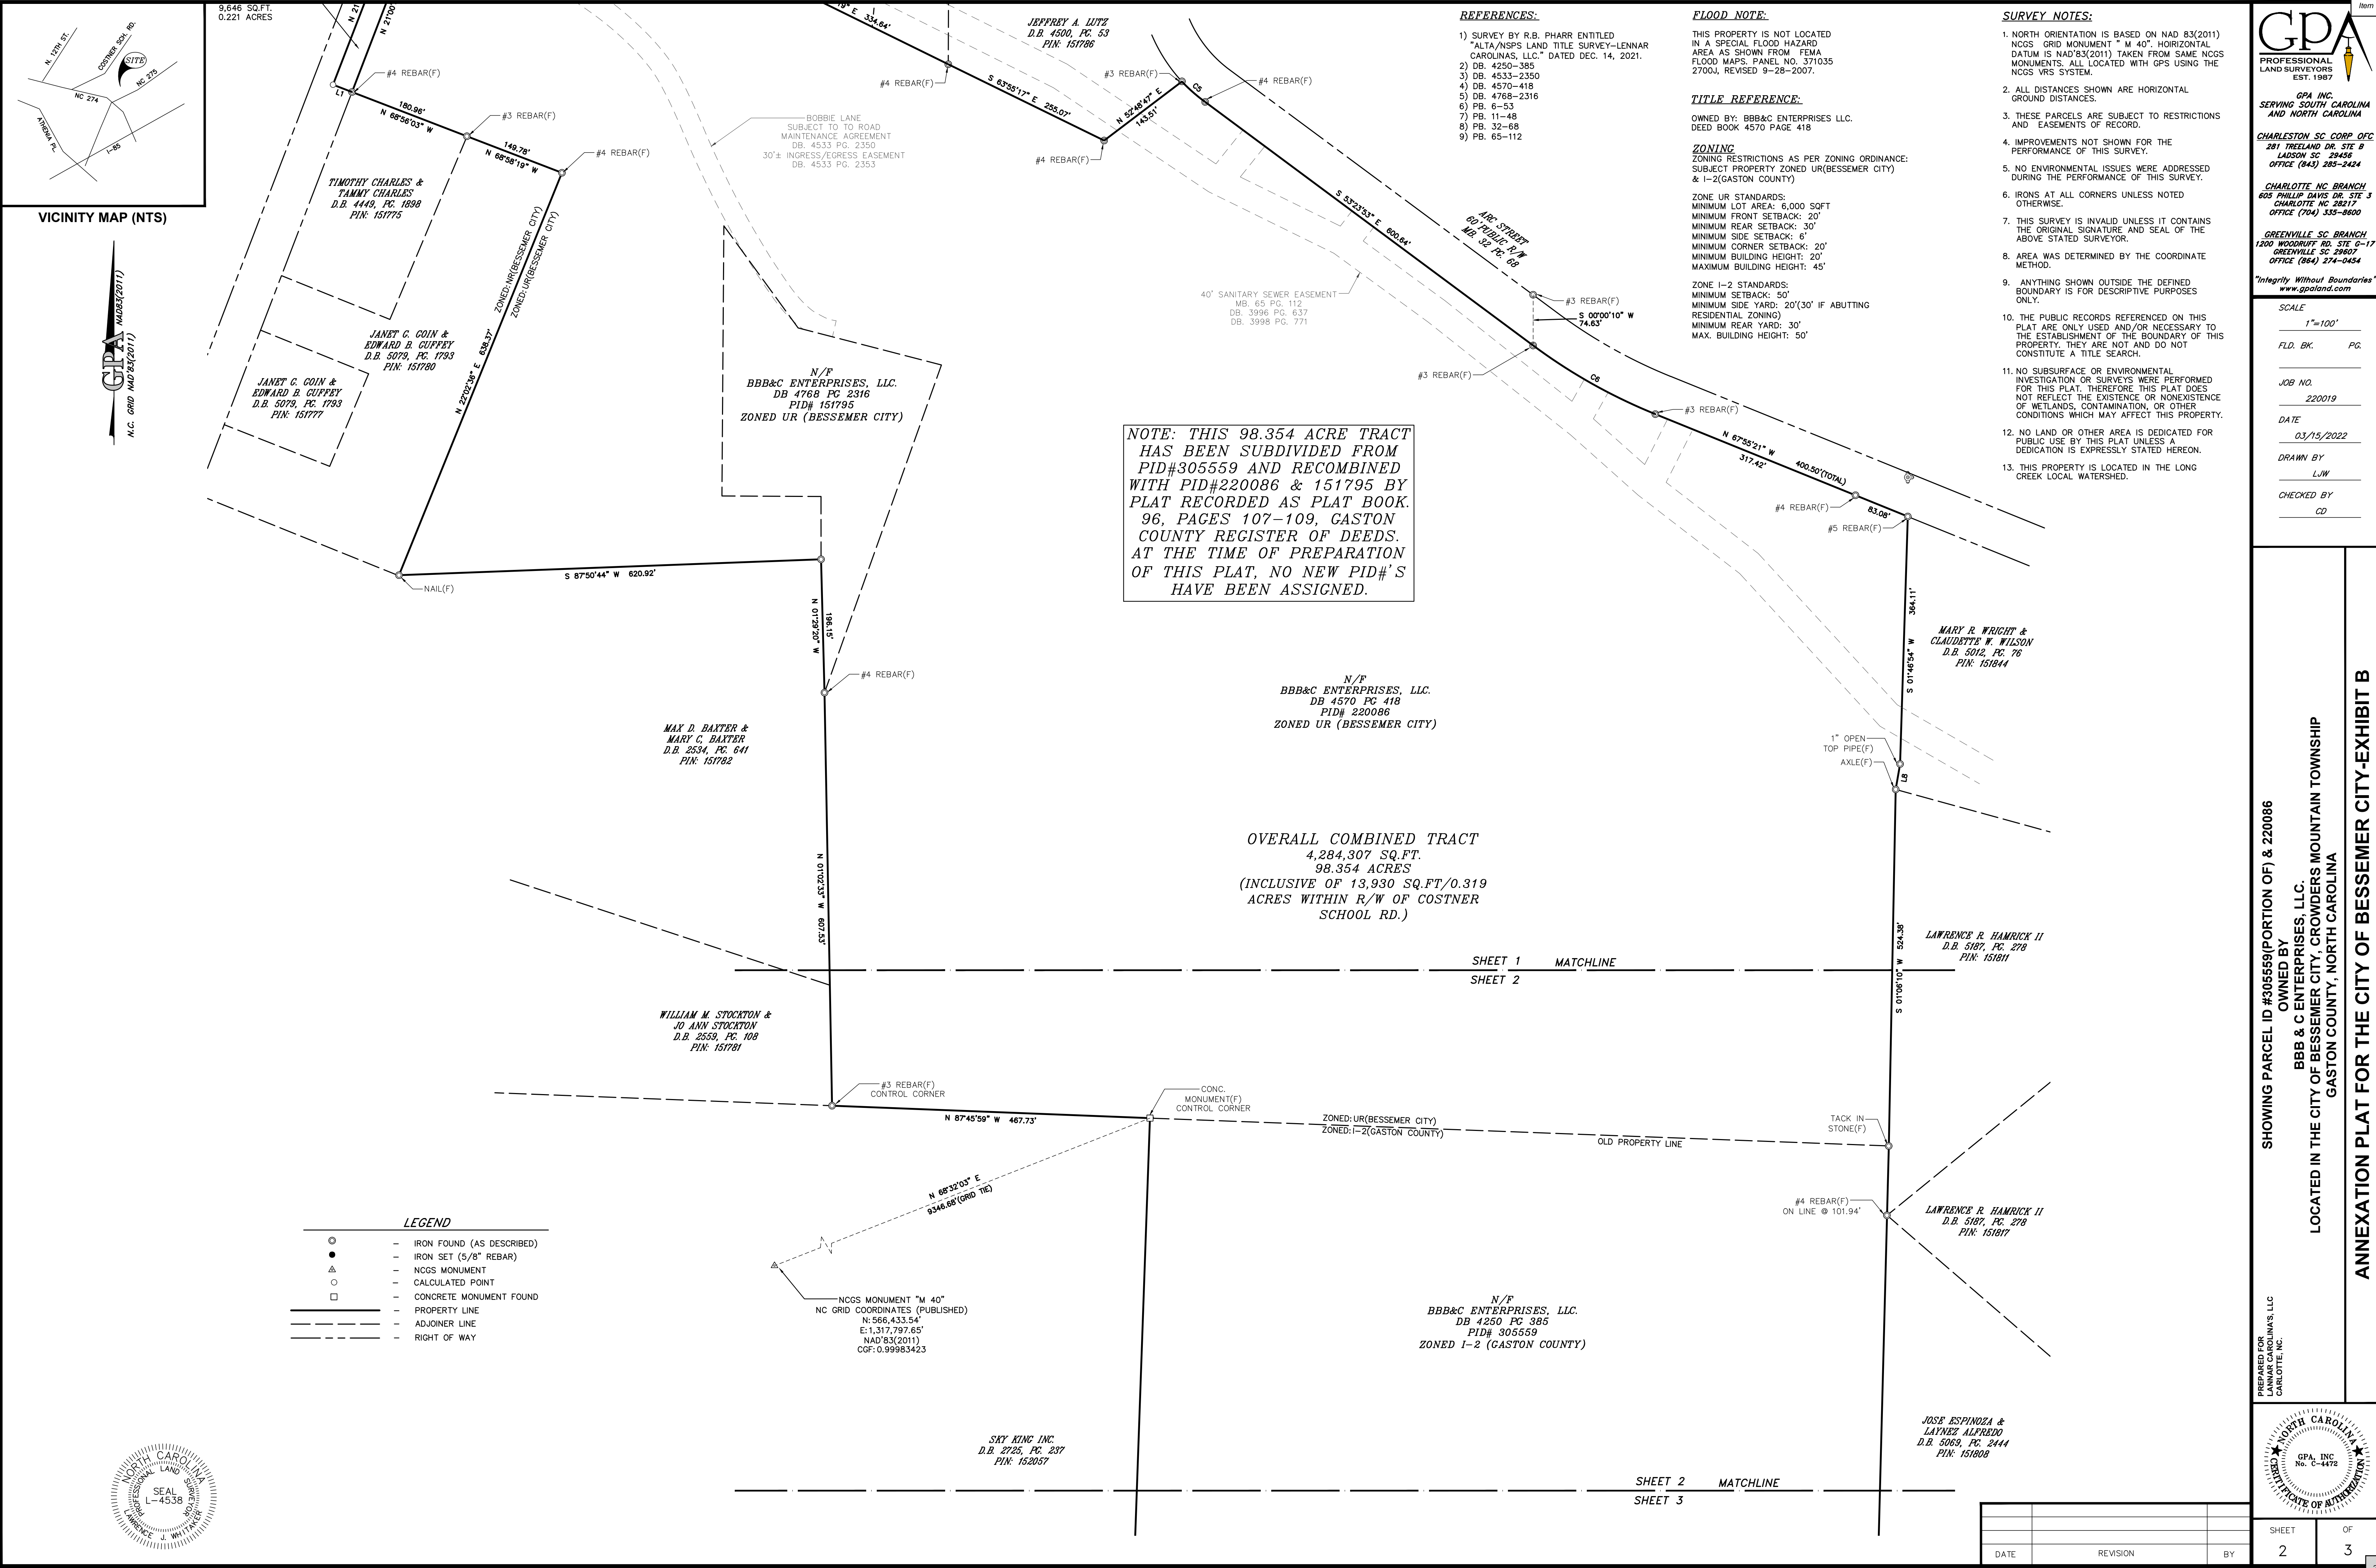 9,646 SQ.FT.
0.221 ACRES
N. 12TH ST.
COSTNER SCH. RD.
SITE
NC 275
NC 274
ATHENIA PL.
I-85
VICINITY MAP (NTS)
GPA
NAD83(2011)
N.C. GRID NAD'83(2011)
N 21
N 21°00'
#4 REBAR(F)
L1
180.96'
N 68°56'03" W
#3 REBAR(F)
149.78'
N 68°58'19" W
#4 REBAR(F)
TIMOTHY CHARLES &
TAMMY CHARLES
D.B. 4449, PG. 1898
PIN: 151775
JANET G. GOIN &
EDWARD B. GUFFEY
D.B. 5079, PG. 1793
PIN: 151780
JANET G. GOIN &
EDWARD B. GUFFEY
D.B. 5079, PG. 1793
PIN: 151777
ZONED: NR(BESSEMER CITY)
ZONED: UR(BESSEMER CITY)
N 22°02'36" E 638.37'
NAIL(F)
S 87°50'44" W 620.92'
BOBBIE LANE
SUBJECT TO TO ROAD
MAINTENANCE AGREEMENT
DB. 4533 PG. 2350
30'± INGRESS/EGRESS EASEMENT
DB. 4533 PG. 2353
N/F
BBB&C ENTERPRISES, LLC.
DB 4768 PG 2316
PID# 151795
ZONED UR (BESSEMER CITY)
19" E 334.64'
#4 REBAR(F)
JEFFREY A. LUTZ
D.B. 4500, PG. 53
PIN: 151786
S 63°55'17" E 255.07'
#4 REBAR(F)
N 52°48'47" E
143.51'
#3 REBAR(F)
C5
#4 REBAR(F)
S 53°23'53" E 600.64'
ARC STREET
60' PUBLIC R/W
MB. 32 PG. 68
40' SANITARY SEWER EASEMENT
MB. 65 PG. 112
DB. 3996 PG. 637
DB. 3998 PG. 771
#3 REBAR(F)
S 00°00'10" W
74.63'
#3 REBAR(F)
C6
#3 REBAR(F)
N 67°55'21" W
317.42'
400.50'(TOTAL)
#4 REBAR(F)
83.08'
#5 REBAR(F)
NOTE: THIS 98.354 ACRE TRACT
HAS BEEN SUBDIVIDED FROM
PID#305559 AND RECOMBINED
WITH PID#220086 & 151795 BY
PLAT RECORDED AS PLAT BOOK.
96, PAGES 107-109, GASTON
COUNTY REGISTER OF DEEDS.
AT THE TIME OF PREPARATION
OF THIS PLAT, NO NEW PID#'S
HAVE BEEN ASSIGNED.
N 01°29'20" W
196.15'
#4 REBAR(F)
MAX D. BAXTER &
MARY C, BAXTER
D.B. 2534, PG. 641
PIN: 151782
N/F
BBB&C ENTERPRISES, LLC.
DB 4570 PG 418
PID# 220086
ZONED UR (BESSEMER CITY)
364.11'
S 01°46'54" W
MARY R. WRIGHT &
CLAUDETTE W. WILSON
D.B. 5012, PG. 76
PIN: 151844
1" OPEN
TOP PIPE(F)
AXLE(F)
L8
OVERALL COMBINED TRACT
4,284,307 SQ.FT.
98.354 ACRES
(INCLUSIVE OF 13,930 SQ.FT/0.319
ACRES WITHIN R/W OF COSTNER
SCHOOL RD.)
N 01°02'33" W 607.53'
LAWRENCE R. HAMRICK II
D.B. 5187, PG. 278
PIN: 151811
S 01°06'10" W 524.38'
SHEET 1 MATCHLINE
SHEET 2
WILLIAM M. STOCKTON &
JO ANN STOCKTON
D.B. 2559, PG. 108
PIN: 151781
#3 REBAR(F)
CONTROL CORNER
N 87°45'59" W 467.73'
CONC.
MONUMENT(F)
CONTROL CORNER
ZONED: UR(BESSEMER CITY)
ZONED: I-2(GASTON COUNTY)
OLD PROPERTY LINE
TACK IN
STONE(F)
#4 REBAR(F)
ON LINE @ 101.94'
LAWRENCE R. HAMRICK II
D.B. 5187, PG. 278
PIN: 151817
N 68°32'03" E
9346.68'(GRID TIE)
NCGS MONUMENT "M 40"
NC GRID COORDINATES (PUBLISHED)
N: 566,433.54'
E: 1,317,797.65'
NAD'83(2011)
CGF: 0.99983423
N/F
BBB&C ENTERPRISES, LLC.
DB 4250 PG 385
PID# 305559
ZONED I-2 (GASTON COUNTY)
SKY KING INC.
D.B. 2725, PG. 237
PIN: 152057
JOSE ESPINOZA &
LAYNEZ ALFREDO
D.B. 5069, PG. 2444
PIN: 151808
SHEET 2 MATCHLINE
SHEET 3
LEGEND
– IRON FOUND (AS DESCRIBED)
– IRON SET (5/8" REBAR)
– NCGS MONUMENT
– CALCULATED POINT
– CONCRETE MONUMENT FOUND
– PROPERTY LINE
– ADJOINER LINE
– RIGHT OF WAY
NORTH CAROLINA
PROFESSIONAL LAND SURVEYOR
SEAL
L-4538
LAWRENCE J. WHITAKER
REFERENCES:
1) SURVEY BY R.B. PHARR ENTITLED
"ALTA/NSPS LAND TITLE SURVEY-LENNAR
CAROLINAS, LLC." DATED DEC. 14, 2021.
2) DB. 4250-385
3) DB. 4533-2350
4) DB. 4570-418
5) DB. 4768-2316
6) PB. 6-53
7) PB. 11-48
8) PB. 32-68
9) PB. 65-112
FLOOD NOTE:
THIS PROPERTY IS NOT LOCATED
IN A SPECIAL FLOOD HAZARD
AREA AS SHOWN FROM FEMA
FLOOD MAPS. PANEL NO. 371035
2700J, REVISED 9-28-2007.
TITLE REFERENCE:
OWNED BY: BBB&C ENTERPRISES LLC.
DEED BOOK 4570 PAGE 418
ZONING
ZONING RESTRICTIONS AS PER ZONING ORDINANCE:
SUBJECT PROPERTY ZONED UR(BESSEMER CITY)
& I-2(GASTON COUNTY)
ZONE UR STANDARDS:
MINIMUM LOT AREA: 6,000 SQFT
MINIMUM FRONT SETBACK: 20'
MINIMUM REAR SETBACK: 30'
MINIMUM SIDE SETBACK: 6'
MINIMUM CORNER SETBACK: 20'
MINIMUM BUILDING HEIGHT: 20'
MAXIMUM BUILDING HEIGHT: 45'
ZONE I-2 STANDARDS:
MINIMUM SETBACK: 50'
MINIMUM SIDE YARD: 20'(30' IF ABUTTING
RESIDENTIAL ZONING)
MINIMUM REAR YARD: 30'
MAX. BUILDING HEIGHT: 50'
SURVEY NOTES:
1. NORTH ORIENTATION IS BASED ON NAD 83(2011)
NCGS GRID MONUMENT " M 40". HOIRIZONTAL
DATUM IS NAD'83(2011) TAKEN FROM SAME NCGS
MONUMENTS. ALL LOCATED WITH GPS USING THE
NCGS VRS SYSTEM.
2. ALL DISTANCES SHOWN ARE HORIZONTAL
GROUND DISTANCES.
3. THESE PARCELS ARE SUBJECT TO RESTRICTIONS
AND EASEMENTS OF RECORD.
4. IMPROVEMENTS NOT SHOWN FOR THE
PERFORMANCE OF THIS SURVEY.
5. NO ENVIRONMENTAL ISSUES WERE ADDRESSED
DURING THE PERFORMANCE OF THIS SURVEY.
6. IRONS AT ALL CORNERS UNLESS NOTED
OTHERWISE.
7. THIS SURVEY IS INVALID UNLESS IT CONTAINS
THE ORIGINAL SIGNATURE AND SEAL OF THE
ABOVE STATED SURVEYOR.
8. AREA WAS DETERMINED BY THE COORDINATE
METHOD.
9. ANYTHING SHOWN OUTSIDE THE DEFINED
BOUNDARY IS FOR DESCRIPTIVE PURPOSES
ONLY.
10. THE PUBLIC RECORDS REFERENCED ON THIS
PLAT ARE ONLY USED AND/OR NECESSARY TO
THE ESTABLISHMENT OF THE BOUNDARY OF THIS
PROPERTY. THEY ARE NOT AND DO NOT
CONSTITUTE A TITLE SEARCH.
11. NO SUBSURFACE OR ENVIRONMENTAL
INVESTIGATION OR SURVEYS WERE PERFORMED
FOR THIS PLAT. THEREFORE THIS PLAT DOES
NOT REFLECT THE EXISTENCE OR NONEXISTENCE
OF WETLANDS, CONTAMINATION, OR OTHER
CONDITIONS WHICH MAY AFFECT THIS PROPERTY.
12. NO LAND OR OTHER AREA IS DEDICATED FOR
PUBLIC USE BY THIS PLAT UNLESS A
DEDICATION IS EXPRESSLY STATED HEREON.
13. THIS PROPERTY IS LOCATED IN THE LONG
CREEK LOCAL WATERSHED.
Item
GPA
PROFESSIONAL
LAND SURVEYORS
EST. 1987
GPA INC.
SERVING SOUTH CAROLINA
AND NORTH CAROLINA
CHARLESTON SC CORP OFC
281 TREELAND DR. STE B
LADSON SC 29456
OFFICE (843) 285-2424
CHARLOTTE NC BRANCH
605 PHILLIP DAVIS DR. STE 3
CHARLOTTE NC 28217
OFFICE (704) 335-8600
GREENVILLE SC BRANCH
1200 WOODRUFF RD. STE G-17
GREENVILLE SC 29607
OFFICE (864) 274-0454
"Integrity Without Boundaries"
www.gpaland.com
SCALE
1"=100'
FLD. BK. PG.
JOB NO.
220019
DATE
03/15/2022
DRAWN BY
LJW
CHECKED BY
CD
SHOWING PARCEL ID #305559(PORTION OF) & 220086
OWNED BY
BBB & C ENTERPRISES, LLC.
LOCATED IN THE CITY OF BESSEMER CITY, CROWDERS MOUNTAIN TOWNSHIP
GASTON COUNTY, NORTH CAROLINA
ANNEXATION PLAT FOR THE CITY OF BESSEMER CITY-EXHIBIT B
PREPARED FOR
LANNAR CAROLINA'S, LLC
CARLOTTE, NC.
NORTH CAROLINA
GPA, INC
No. C-4472
CERTIFICATE OF AUTHORIZATION
DATE REVISION BY
SHEET OF
2 3